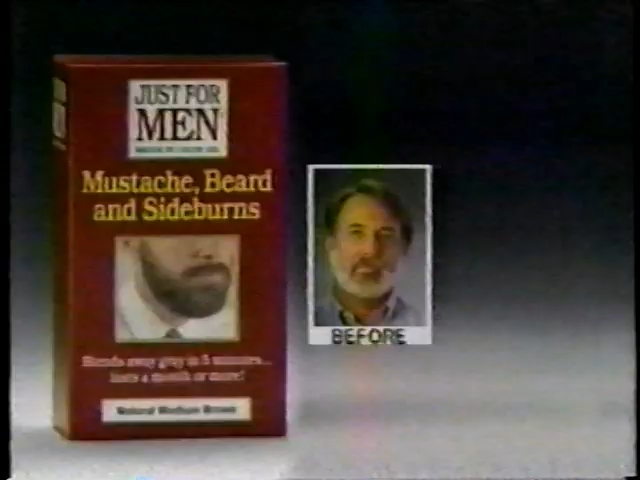 JUST FOR
MEN
Mustache, Beard
and Sideburns
Blends away gray in 5 minutes...
lasts a month or more!
Natural Medium Brown
BEFORE